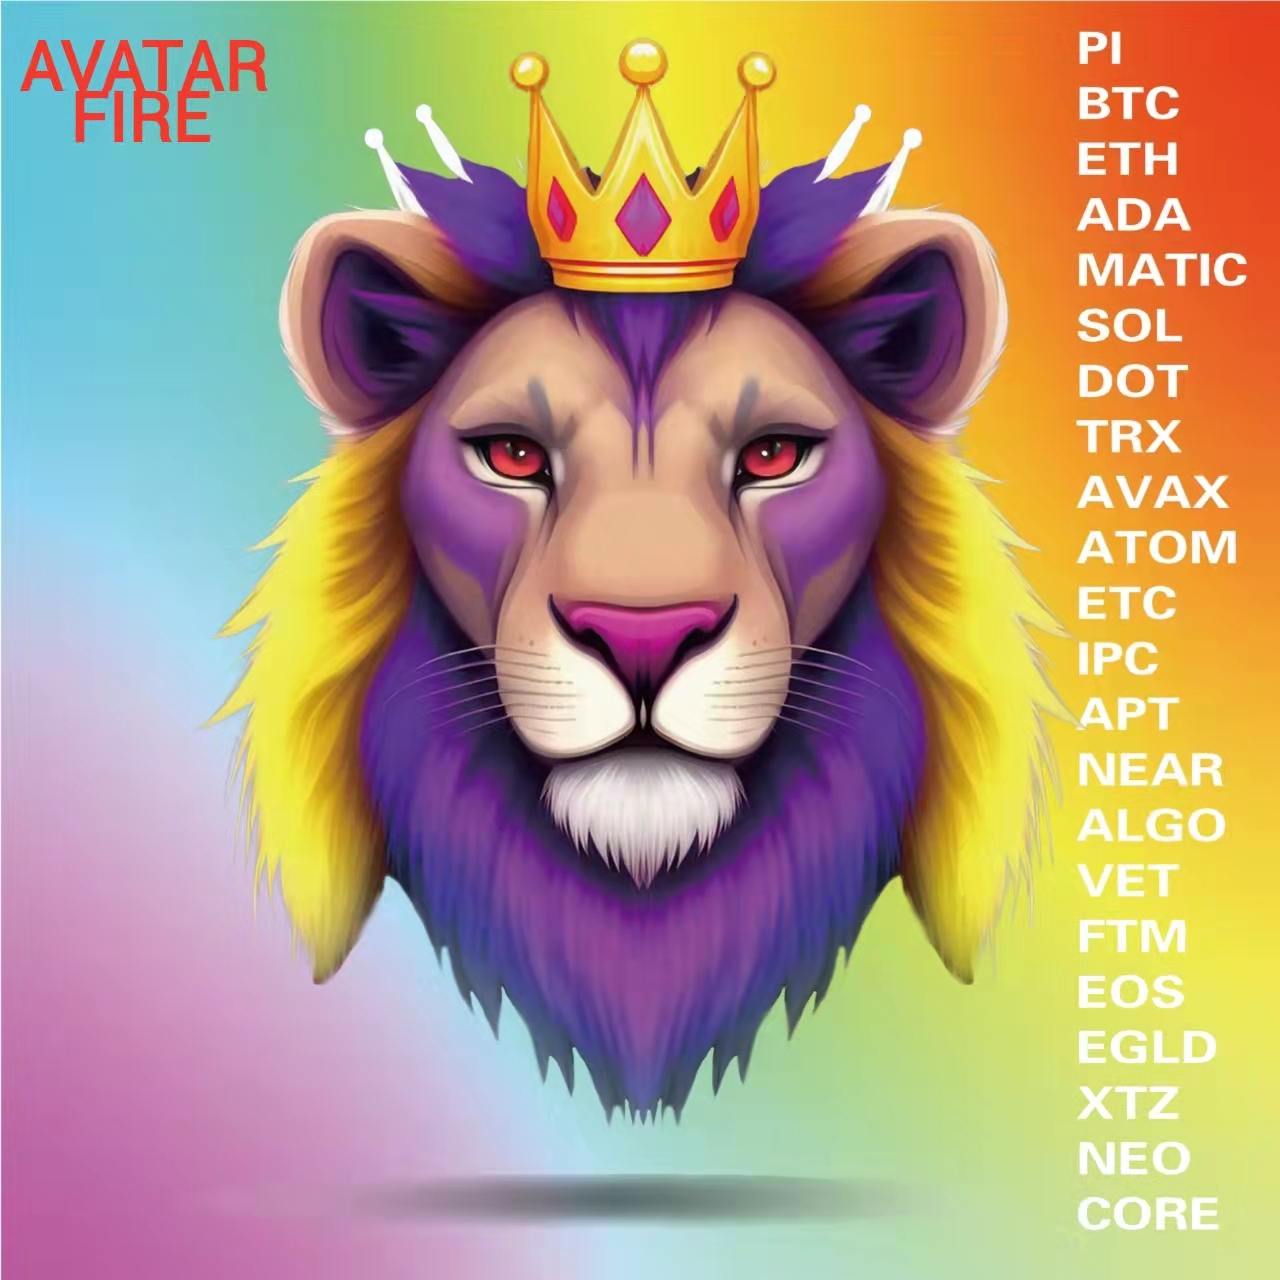 AVATAR
FIRE
PI
BTC
ETH
ADA
MATIC
SOL
DOT
TRX
AVAX
ATOM
ETC
IPC
APT
NEAR
ALGO
VET
FTM
EOS
EGLD
XTZ
NEO
CORE